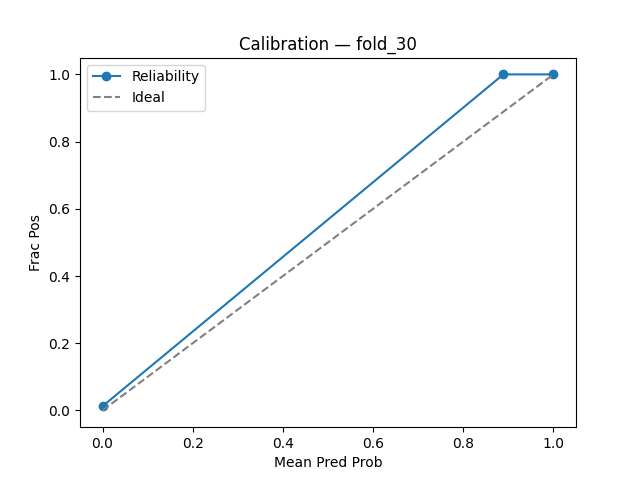 Calibration — fold_30
Reliability
Ideal
1.0
0.8
0.6
0.4
0.2
0.0
Frac Pos
0.0 0.2 0.4 0.6 0.8 1.0
Mean Pred Prob